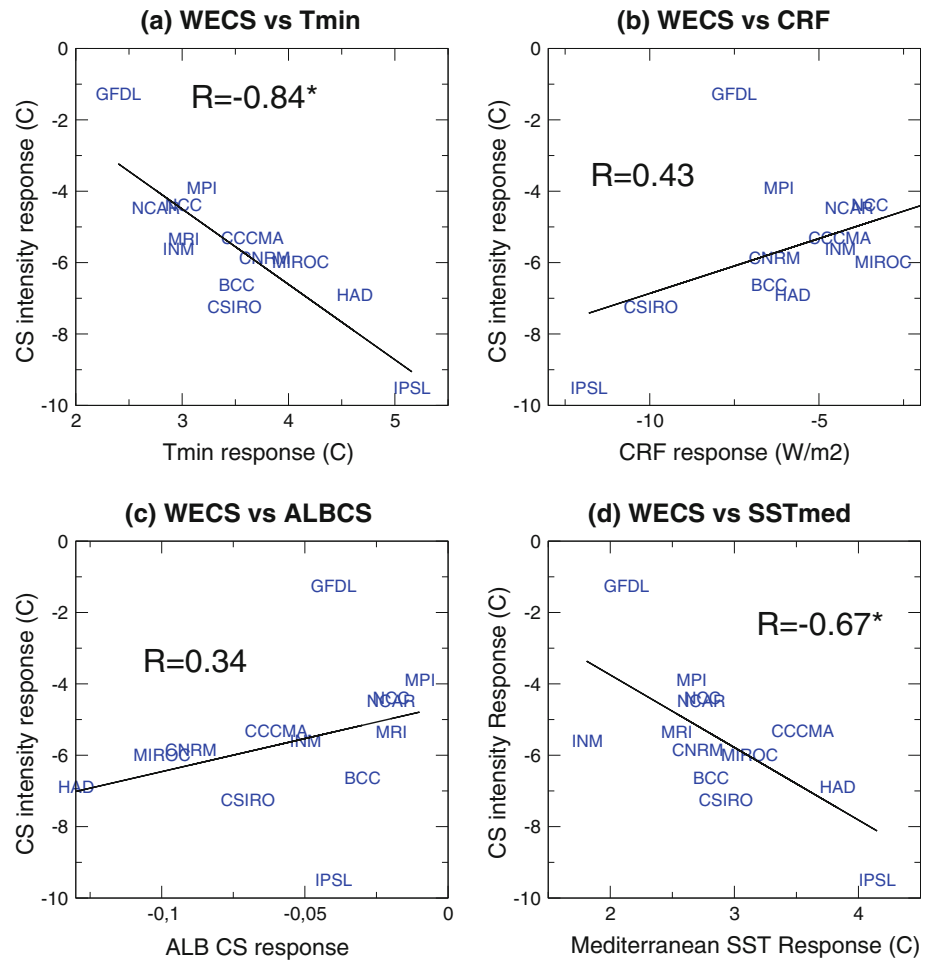 (a) WECS vs Tmin
CS intensity response (C)
0
-2
-4
-6
-8
-10
GFDL
R=-0.84*
MPI
NCAR
NCC
MRI
INM
CCCMA
CNRM
MIROC
BCC
HAD
CSIRO
IPSL
2
3
4
5
Tmin response (C)
(b) WECS vs CRF
CS intensity response (C)
0
-2
-4
-6
-8
-10
GFDL
R=0.43
MPI
NCAR
NCC
CCCMA
INM
CNRM
MIROC
BCC
HAD
CSIRO
IPSL
-10
-5
CRF response (W/m2)
(c) WECS vs ALBCS
CS intensity response (C)
0
-2
-4
-6
-8
-10
GFDL
R=0.34
MPI
NCC
NCAR
MRI
CCCMA
INM
CNRM
MIROC
BCC
HAD
CSIRO
IPSL
-0,1
-0,05
0
ALB CS response
(d) WECS vs SSTmed
CS intensity Response (C)
0
-2
-4
-6
-8
-10
GFDL
R=-0.67*
MPI
NCC
NCAR
MRI
CCCMA
INM
CNRM
MIROC
BCC
HAD
CSIRO
IPSL
2
3
4
Mediterranean SST Response (C)